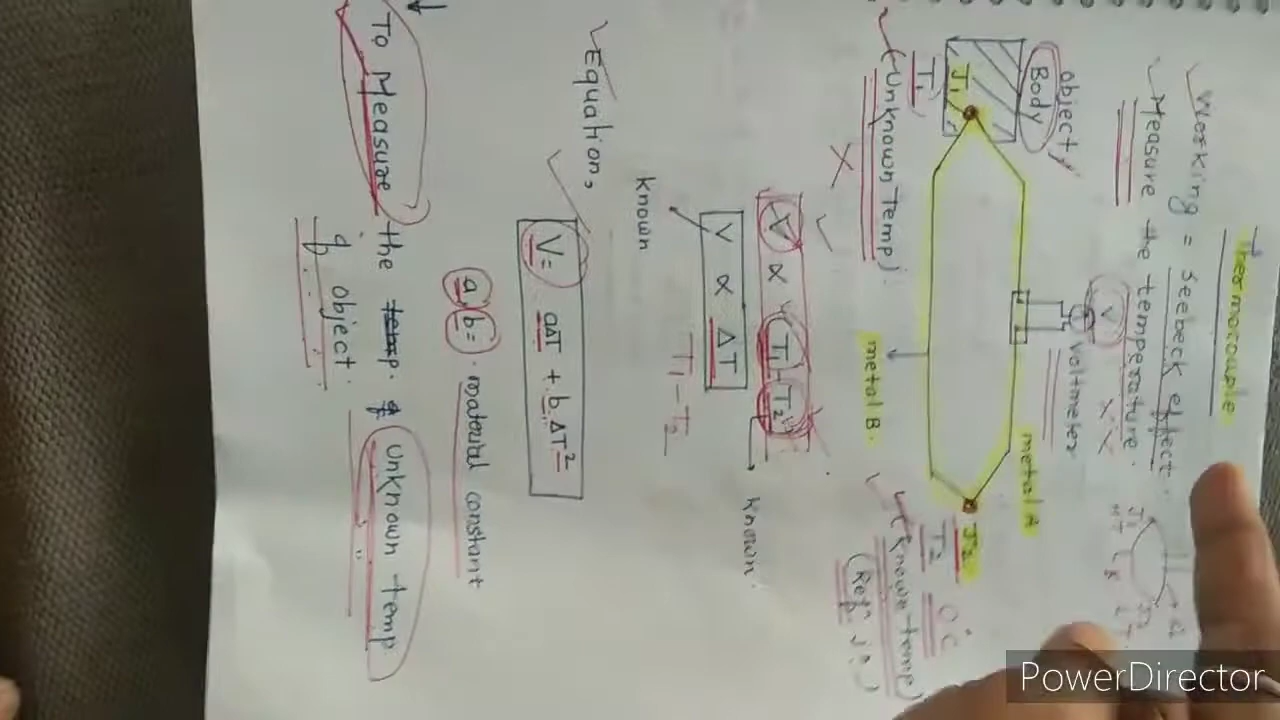 Thermocouple
Working = Seebeck effect.
Measure the temperature.
V
Voltmeter
object
Body
J1
metal A
J2
T1
(Unknown Temp)
metal B.
T2 0°C
(known temp)
V ∝ (T1 - T2)
known.
V ∝ ΔT
known
T1 - T2
Equation,
V = aΔT + b.ΔT²
a, b = material constant
To Measure the temp. of unknown temp
of object.
PowerDirector